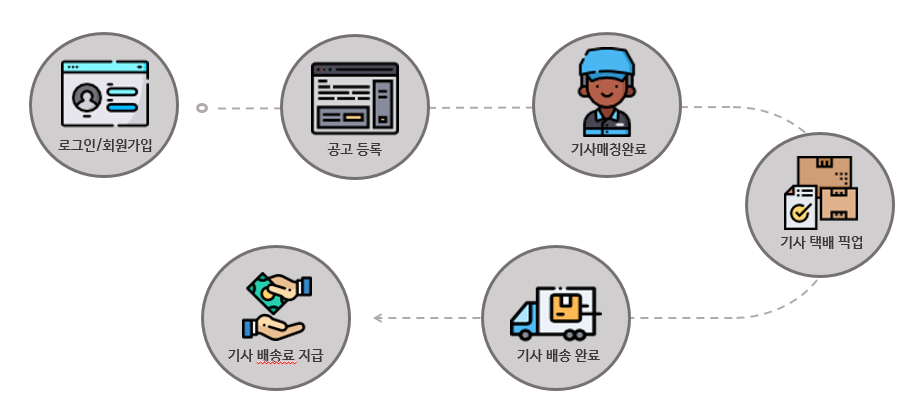 로그인/회원가입
공고 등록
기사매칭완료
기사 택배 픽업
기사 배송 완료
기사 배송료 지급